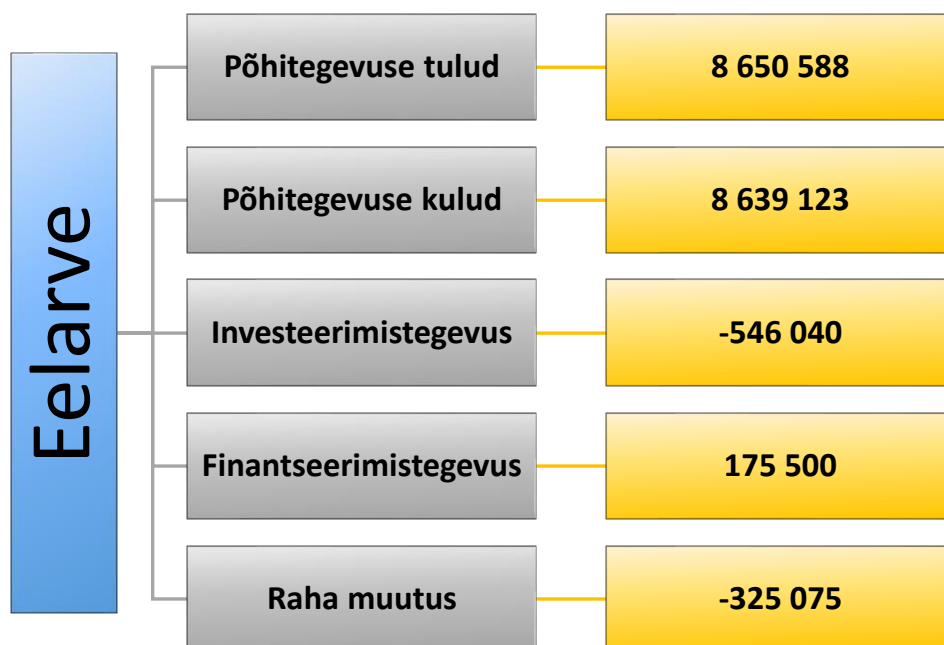 Eelarve
Põhitegevuse tulud
8 650 588
Põhitegevuse kulud
8 639 123
Investeerimistegevus
-546 040
Finantseerimistegevus
175 500
Raha muutus
-325 075